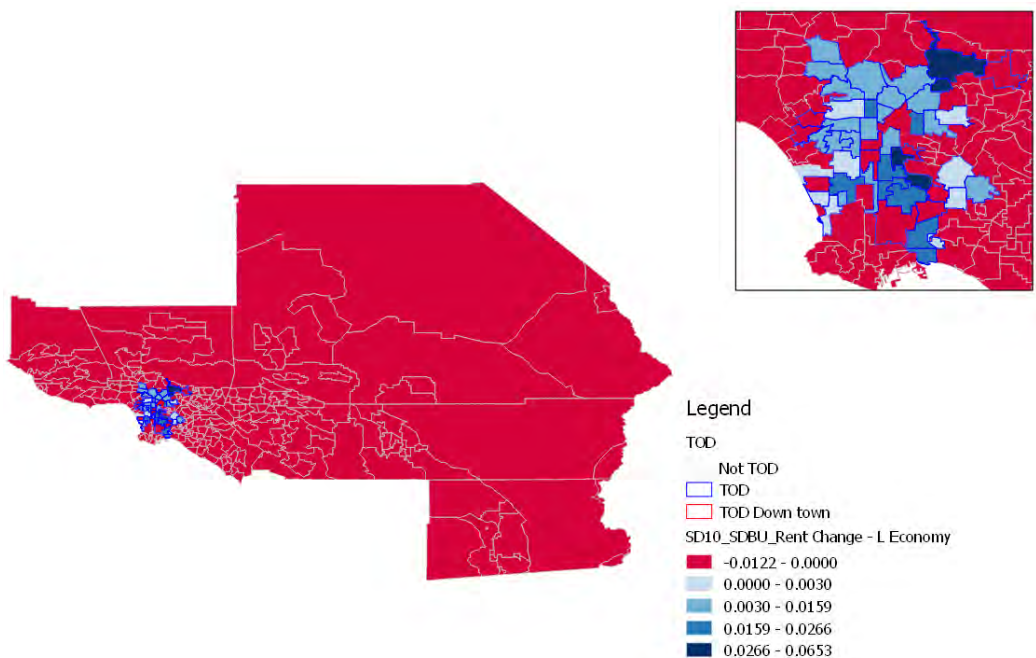 Legend
TOD
Not TOD
TOD
TOD Down town
SD10_SDBU_Rent Change - L Economy
-0.0122 - 0.0000
0.0000 - 0.0030
0.0030 - 0.0159
0.0159 - 0.0266
0.0266 - 0.0653